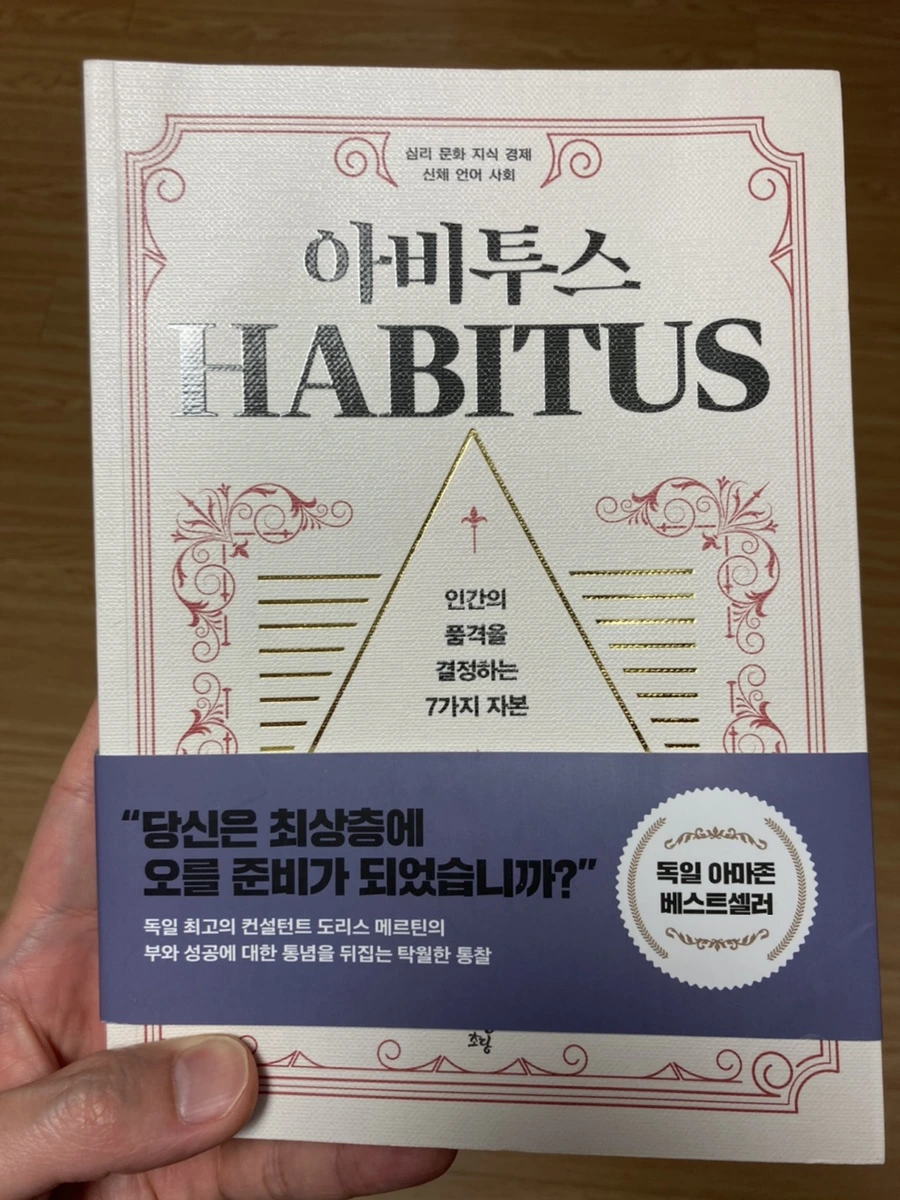 심리 문화 지식 경제
신체 언어 사회
아비투스
HABITUS
인간의
품격을
결정하는
7가지 자본
“당신은 최상층에
오를 준비가 되었습니까?”
독일 최고의 컨설턴트 도리스 메르틴의
부와 성공에 대한 통념을 뒤집는 탁월한 통찰
독일 아마존
베스트셀러
초당